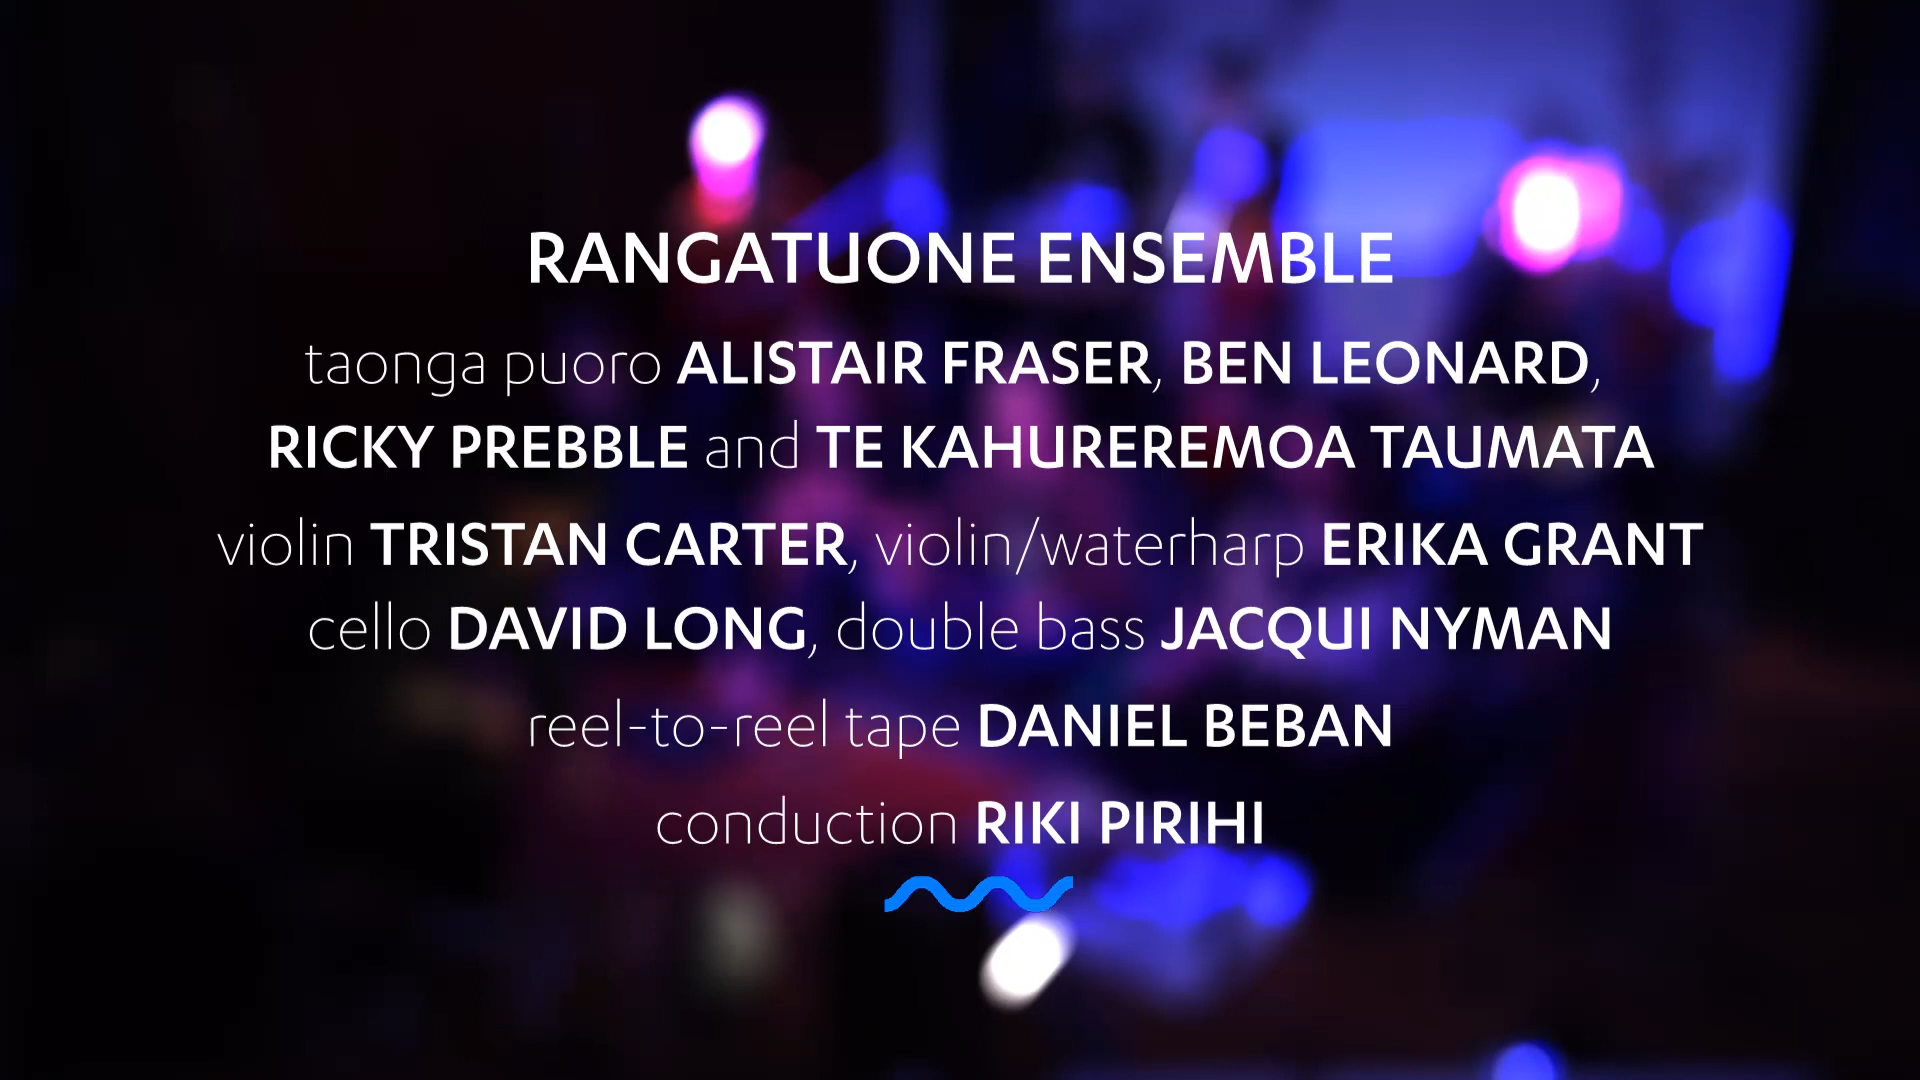 RANGATUONE ENSEMBLE
taonga puoro ALISTAIR FRASER, BEN LEONARD,
RICKY PREBBLE and TE KAHUREREMOA TAUMATA
violin TRISTAN CARTER, violin/waterharp ERIKA GRANT
cello DAVID LONG, double bass JACQUI NYMAN
reel-to-reel tape DANIEL BEBAN
conduction RIKI PIRIHI